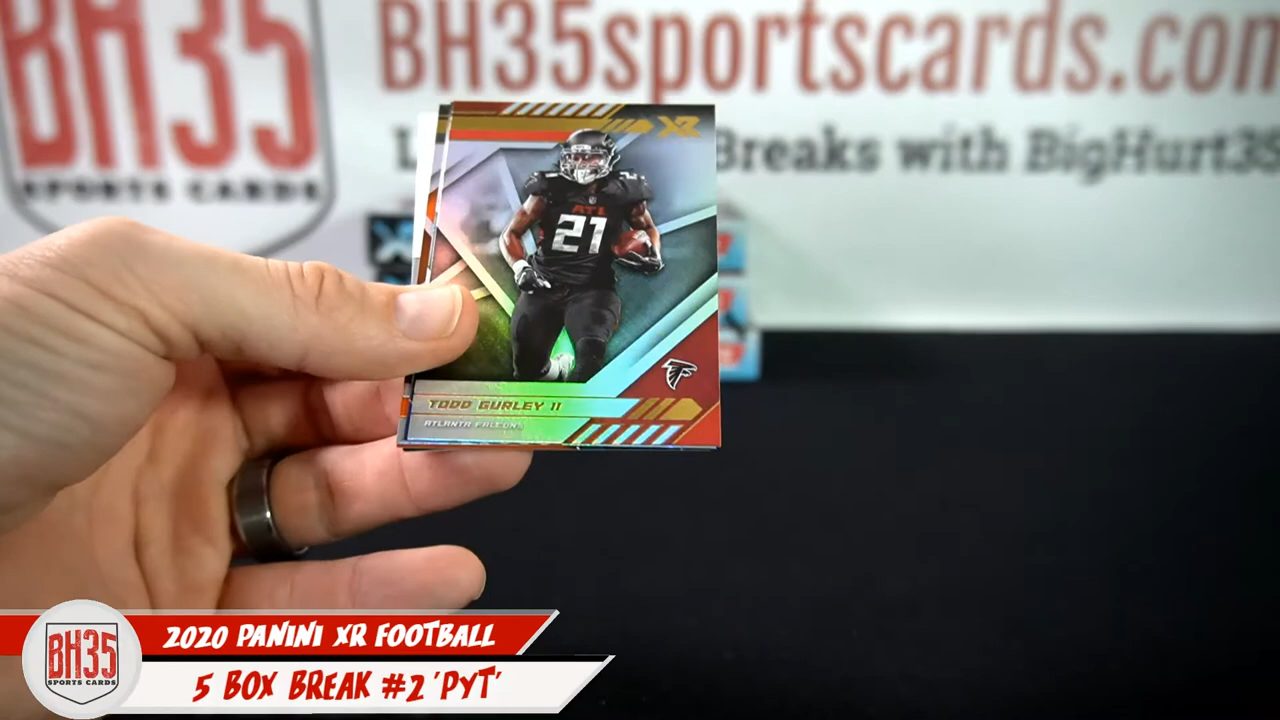 BH35
SPORTS CARDS
BH35sportscards.com
Breaks with BigHurt35
XR
ATL
21
TODD GURLEY II
ATLANTA FALCONS
2020 PANINI XR FOOTBALL
BH35
SPORTS CARDS
5 BOX BREAK #2 'PYT'